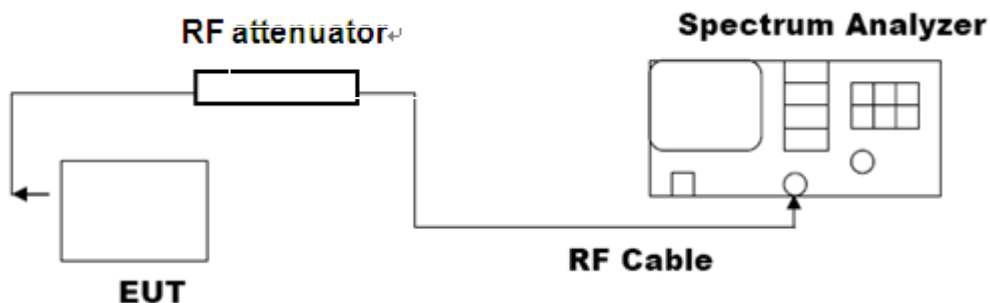 RF attenuator↵
Spectrum Analyzer
RF Cable
EUT